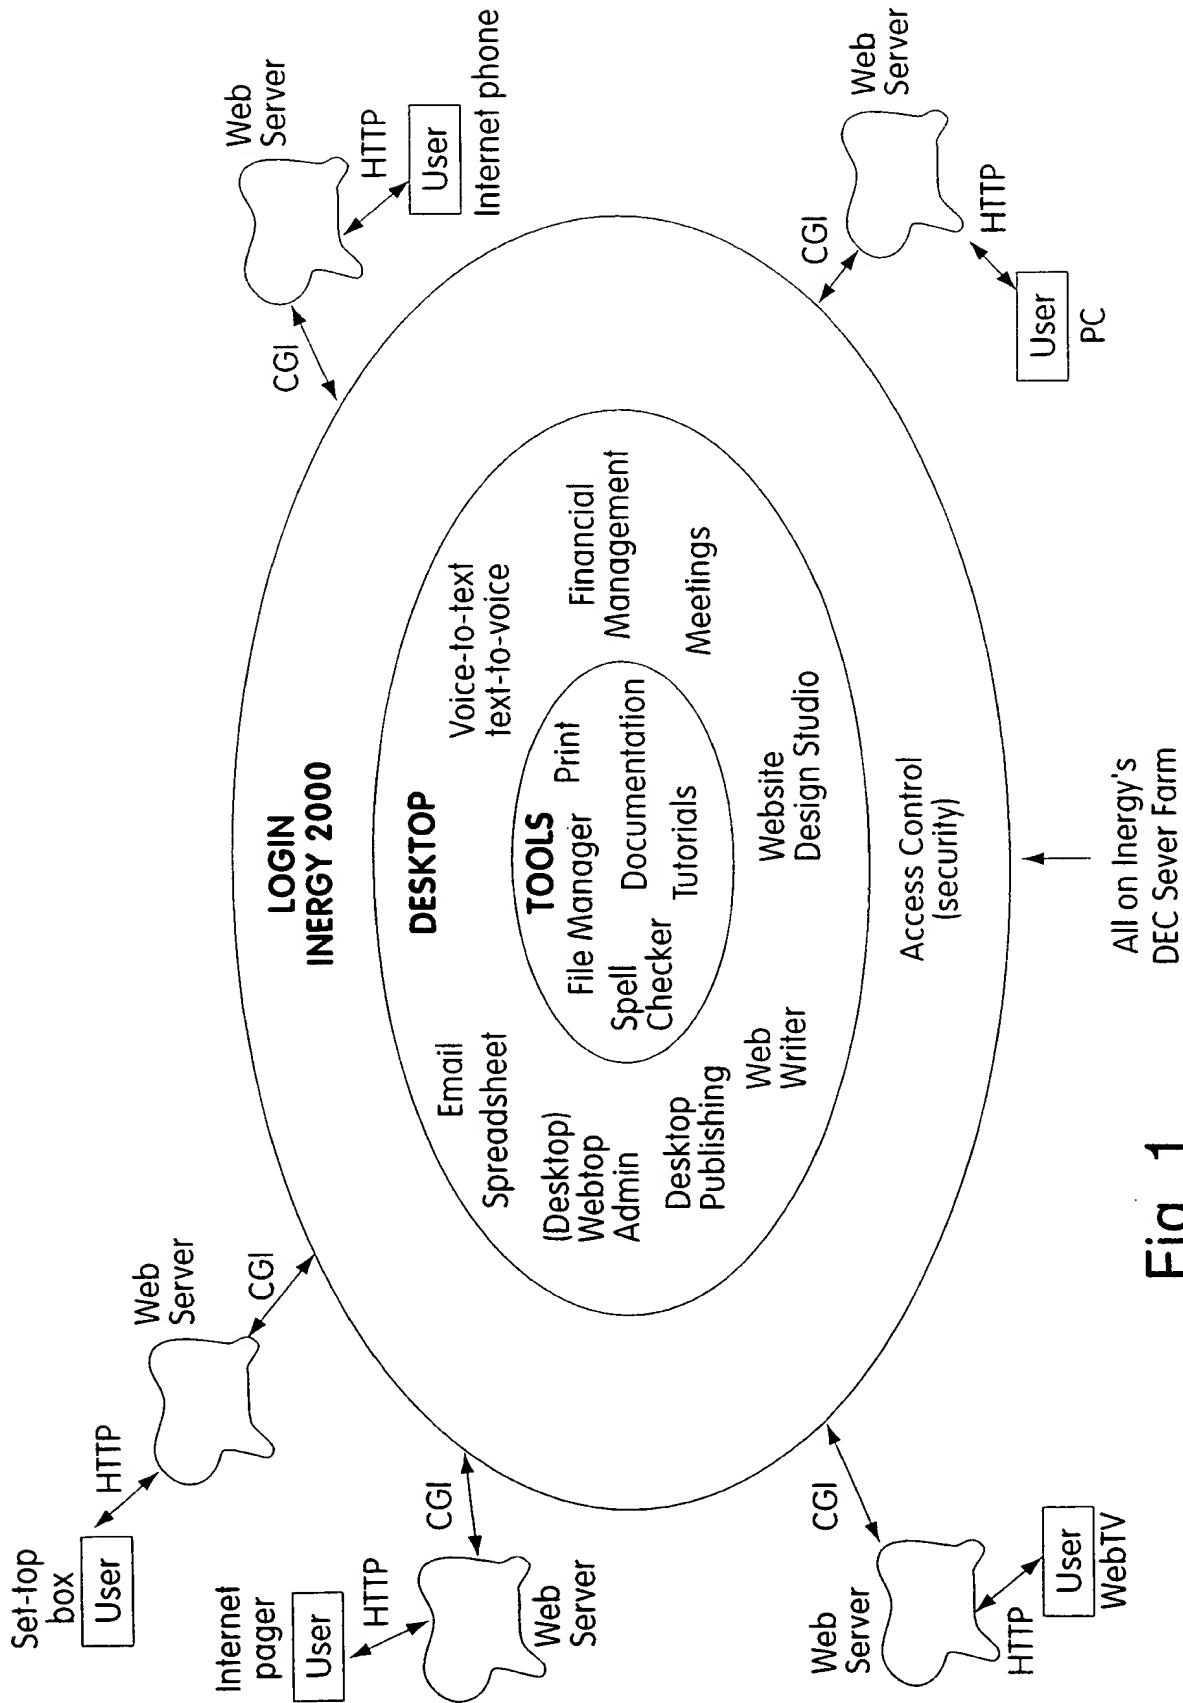 Set-top
box
User
HTTP
Web
Server
CGI
Web
Server
HTTP
User
Internet phone
CGI
Internet
pager
User
HTTP
CGI
Web
Server
LOGIN
INERGY 2000
DESKTOP
Email
Spreadsheet
(Desktop)
Webtop
Admin
Desktop
Publishing
Web
Writer
Voice-to-text
text-to-voice
Financial
Management
Meetings
Website
Design Studio
TOOLS
File Manager
Print
Spell
Checker
Documentation
Tutorials
Access Control
(security)
Web
Server
CGI
HTTP
User
WebTV
CGI
Web
Server
HTTP
User
PC
All on Inergy's
DEC Sever Farm
Fig. 1